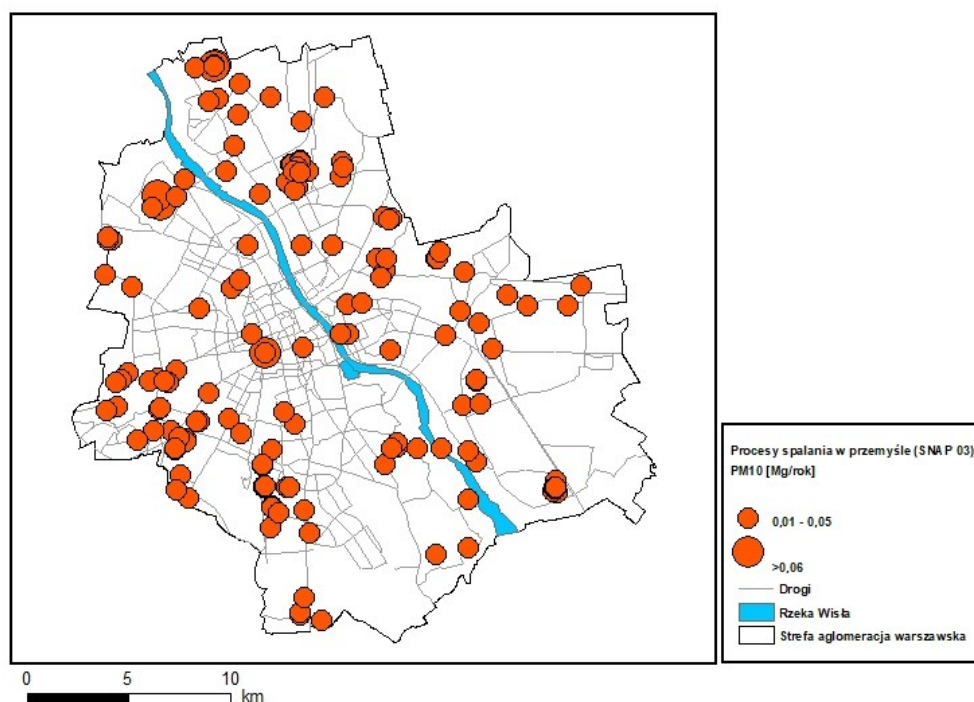 Procesy spalania w przemyśle (SNAP 03)
PM10 [Mg/rok]
0,01 - 0,05
>0,06
Drogi
Rzeka Wisła
Strefa aglomeracja warszawska
0 5 10
km